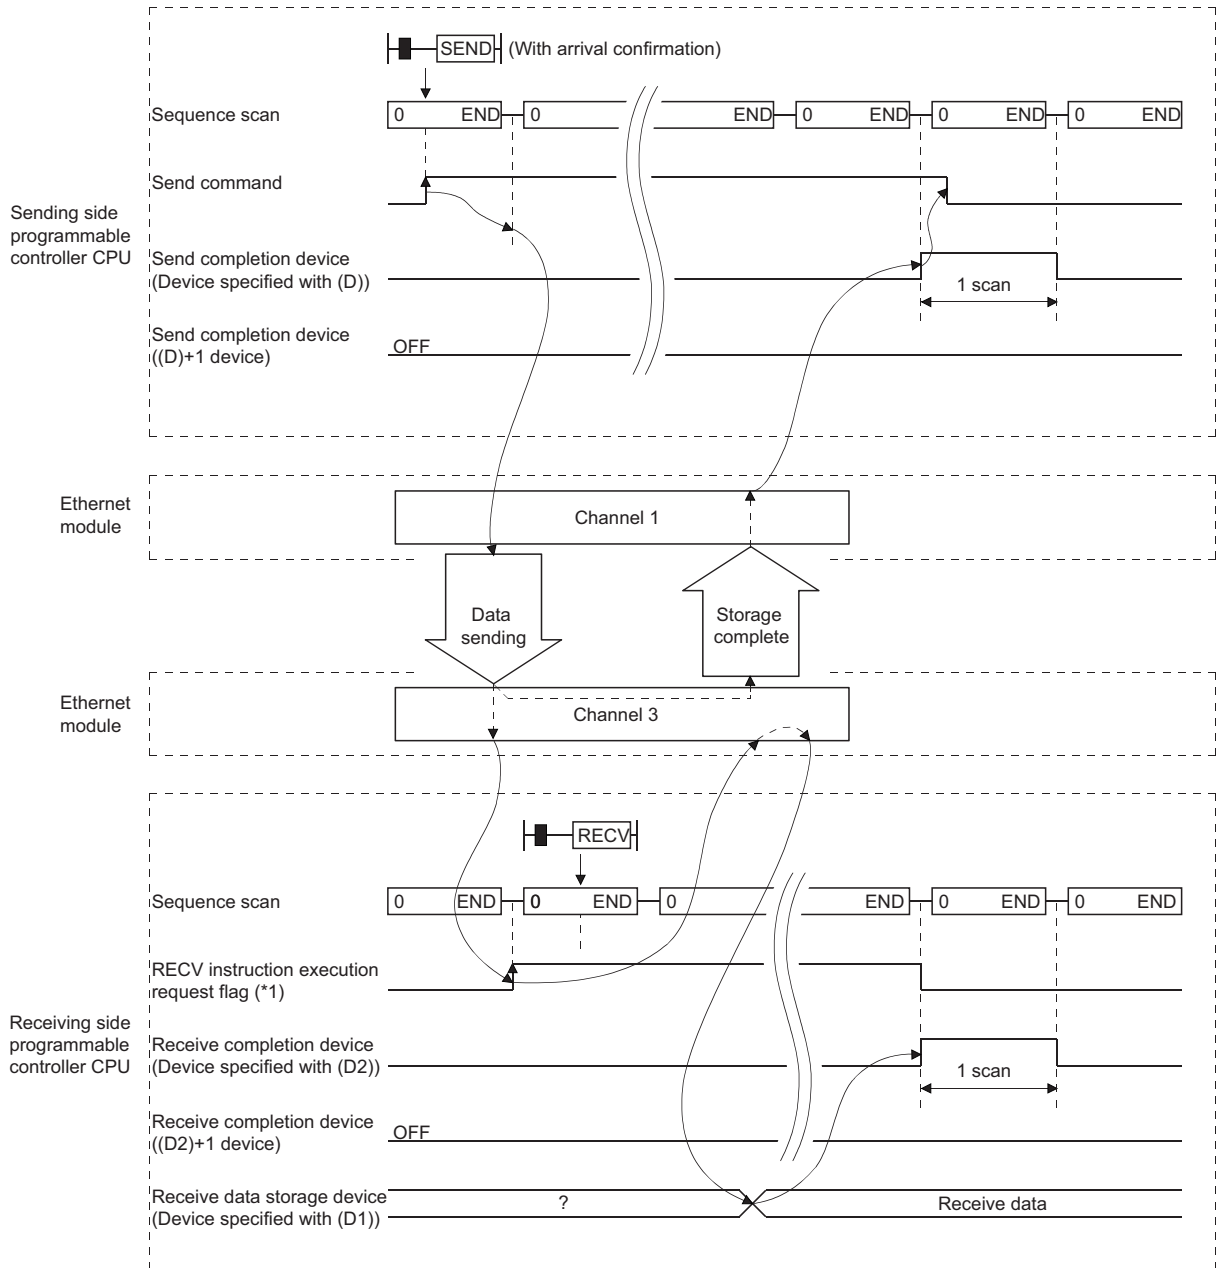 SEND (With arrival confirmation)
Sequence scan
0 END 0 END 0 END 0 END 0 END
Send command
Sending side
programmable
controller CPU
Send completion device
(Device specified with (D))
1 scan
Send completion device
((D)+1 device)
OFF
Ethernet
module
Channel 1
Data
sending
Storage
complete
Ethernet
module
Channel 3
RECV
Sequence scan
0 END 0 END 0 END 0 END 0 END
RECV instruction execution
request flag (*1)
Receiving side
programmable
controller CPU
Receive completion device
(Device specified with (D2))
1 scan
Receive completion device
((D2)+1 device)
OFF
Receive data storage device
(Device specified with (D1))
?
Receive data